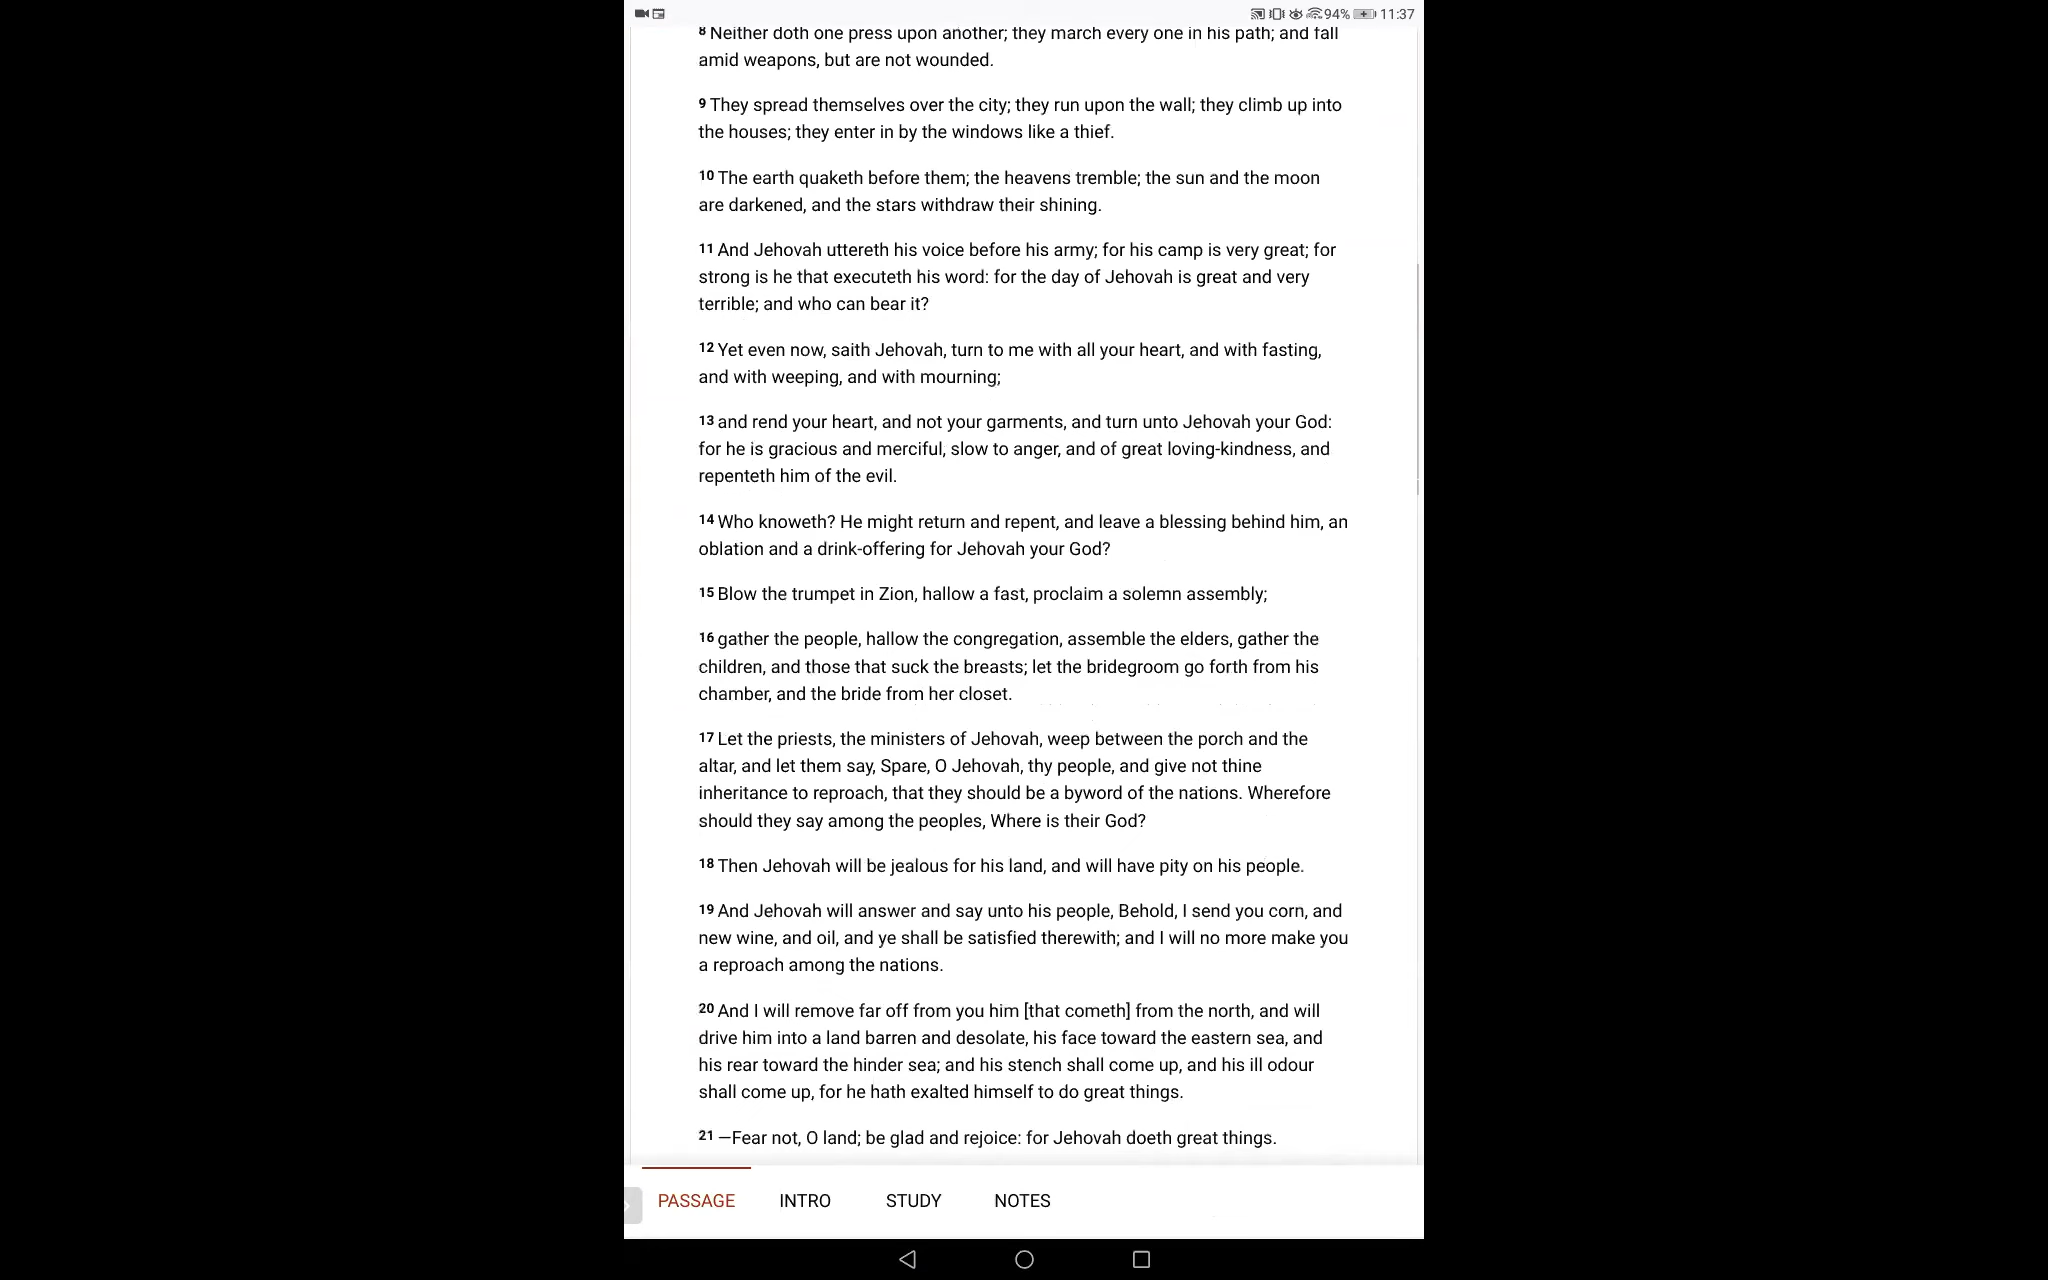 94% 11:37
8 Neither doth one press upon another; they march every one in his path; and fall
amid weapons, but are not wounded.
9 They spread themselves over the city; they run upon the wall; they climb up into
the houses; they enter in by the windows like a thief.
10 The earth quaketh before them; the heavens tremble; the sun and the moon
are darkened, and the stars withdraw their shining.
11 And Jehovah uttereth his voice before his army; for his camp is very great; for
strong is he that executeth his word: for the day of Jehovah is great and very
terrible; and who can bear it?
12 Yet even now, saith Jehovah, turn to me with all your heart, and with fasting,
and with weeping, and with mourning;
13 and rend your heart, and not your garments, and turn unto Jehovah your God:
for he is gracious and merciful, slow to anger, and of great loving-kindness, and
repenteth him of the evil.
14 Who knoweth? He might return and repent, and leave a blessing behind him, an
oblation and a drink-offering for Jehovah your God?
15 Blow the trumpet in Zion, hallow a fast, proclaim a solemn assembly;
16 gather the people, hallow the congregation, assemble the elders, gather the
children, and those that suck the breasts; let the bridegroom go forth from his
chamber, and the bride from her closet.
17 Let the priests, the ministers of Jehovah, weep between the porch and the
altar, and let them say, Spare, O Jehovah, thy people, and give not thine
inheritance to reproach, that they should be a byword of the nations. Wherefore
should they say among the peoples, Where is their God?
18 Then Jehovah will be jealous for his land, and will have pity on his people.
19 And Jehovah will answer and say unto his people, Behold, I send you corn, and
new wine, and oil, and ye shall be satisfied therewith; and I will no more make you
a reproach among the nations.
20 And I will remove far off from you him [that cometh] from the north, and will
drive him into a land barren and desolate, his face toward the eastern sea, and
his rear toward the hinder sea; and his stench shall come up, and his ill odour
shall come up, for he hath exalted himself to do great things.
21 —Fear not, O land; be glad and rejoice: for Jehovah doeth great things.
PASSAGE INTRO STUDY NOTES